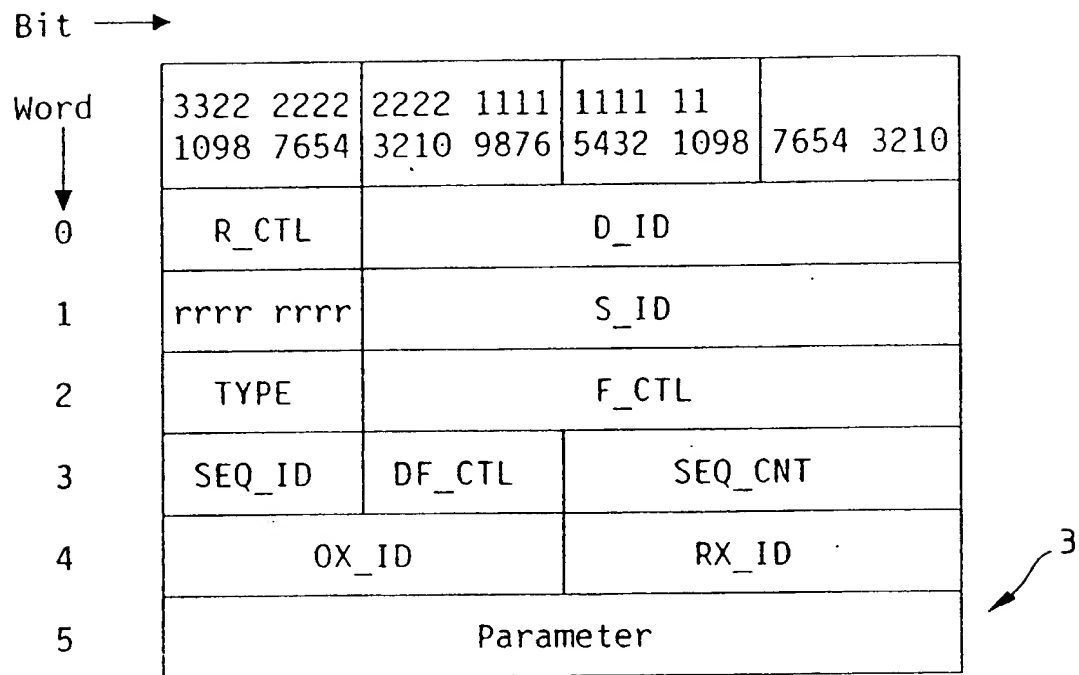 Bit
Word
3322 2222 2222 1111 1111 11
1098 7654 3210 9876 5432 1098 7654 3210
0 R_CTL D_ID
1 rrrr rrrr S_ID
2 TYPE F_CTL
3 SEQ_ID DF_CTL SEQ_CNT
4 OX_ID RX_ID
3
5 Parameter